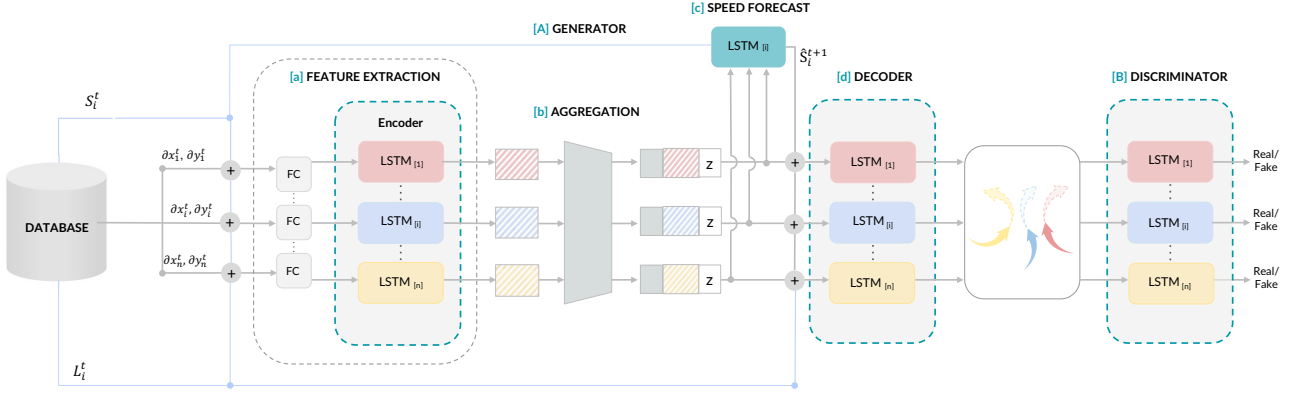 [c] SPEED FORECAST
[A] GENERATOR
LSTM [i]
Ŝ_i^{t+1}
[a] FEATURE EXTRACTION
[d] DECODER
[B] DISCRIMINATOR
S_i^t
[b] AGGREGATION
Encoder
∂x_1^t, ∂y_1^t
+
FC
LSTM [1]
Z
+
LSTM [1]
LSTM [1]
Real/
Fake
DATABASE
∂x_i^t, ∂y_i^t
+
FC
LSTM [i]
Z
+
LSTM [i]
LSTM [i]
Real/
Fake
∂x_n^t, ∂y_n^t
+
FC
LSTM [n]
Z
+
LSTM [n]
LSTM [n]
Real/
Fake
L_i^t